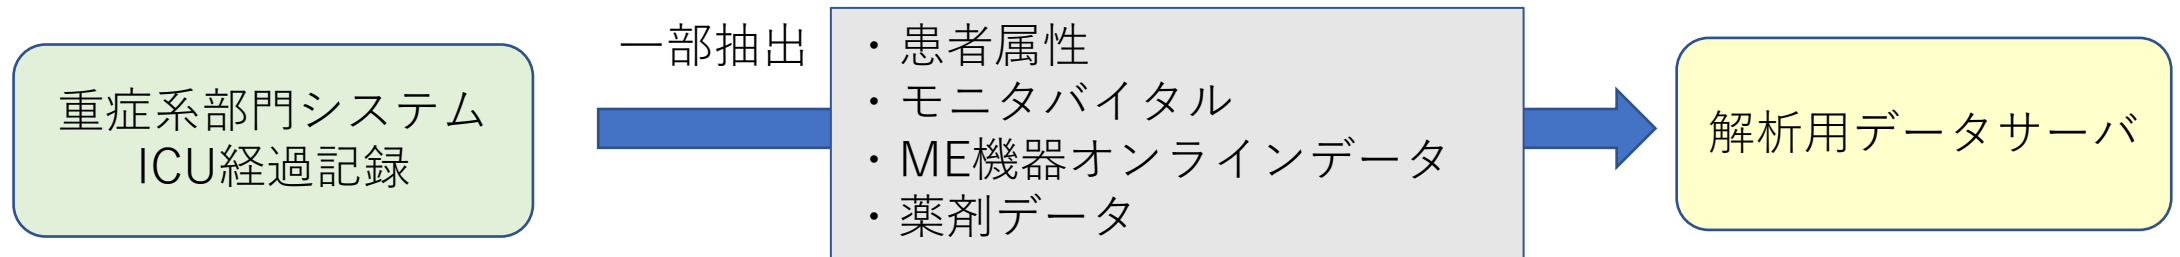 重症系部門システム
ICU経過記録
一部抽出
・患者属性
・モニタバイタル
・ME機器オンラインデータ
・薬剤データ
解析用データサーバ